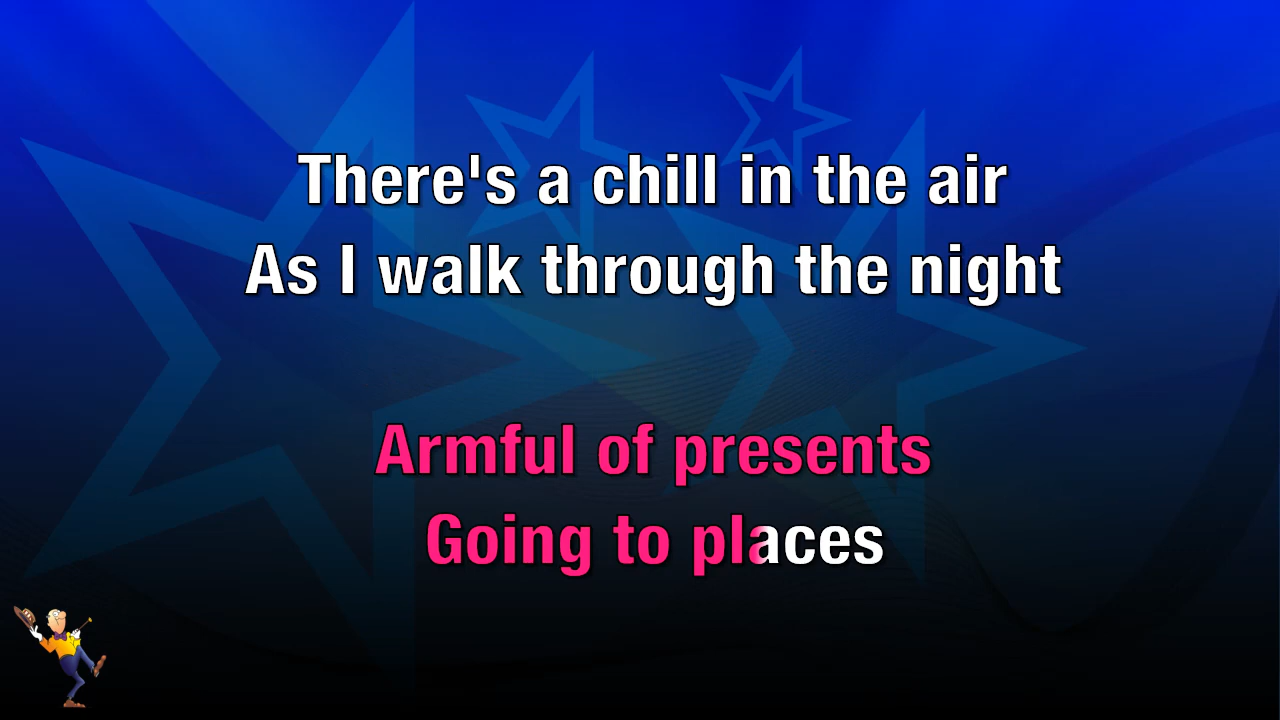 There's a chill in the air
As I walk through the night
Armful of presents
Going to places